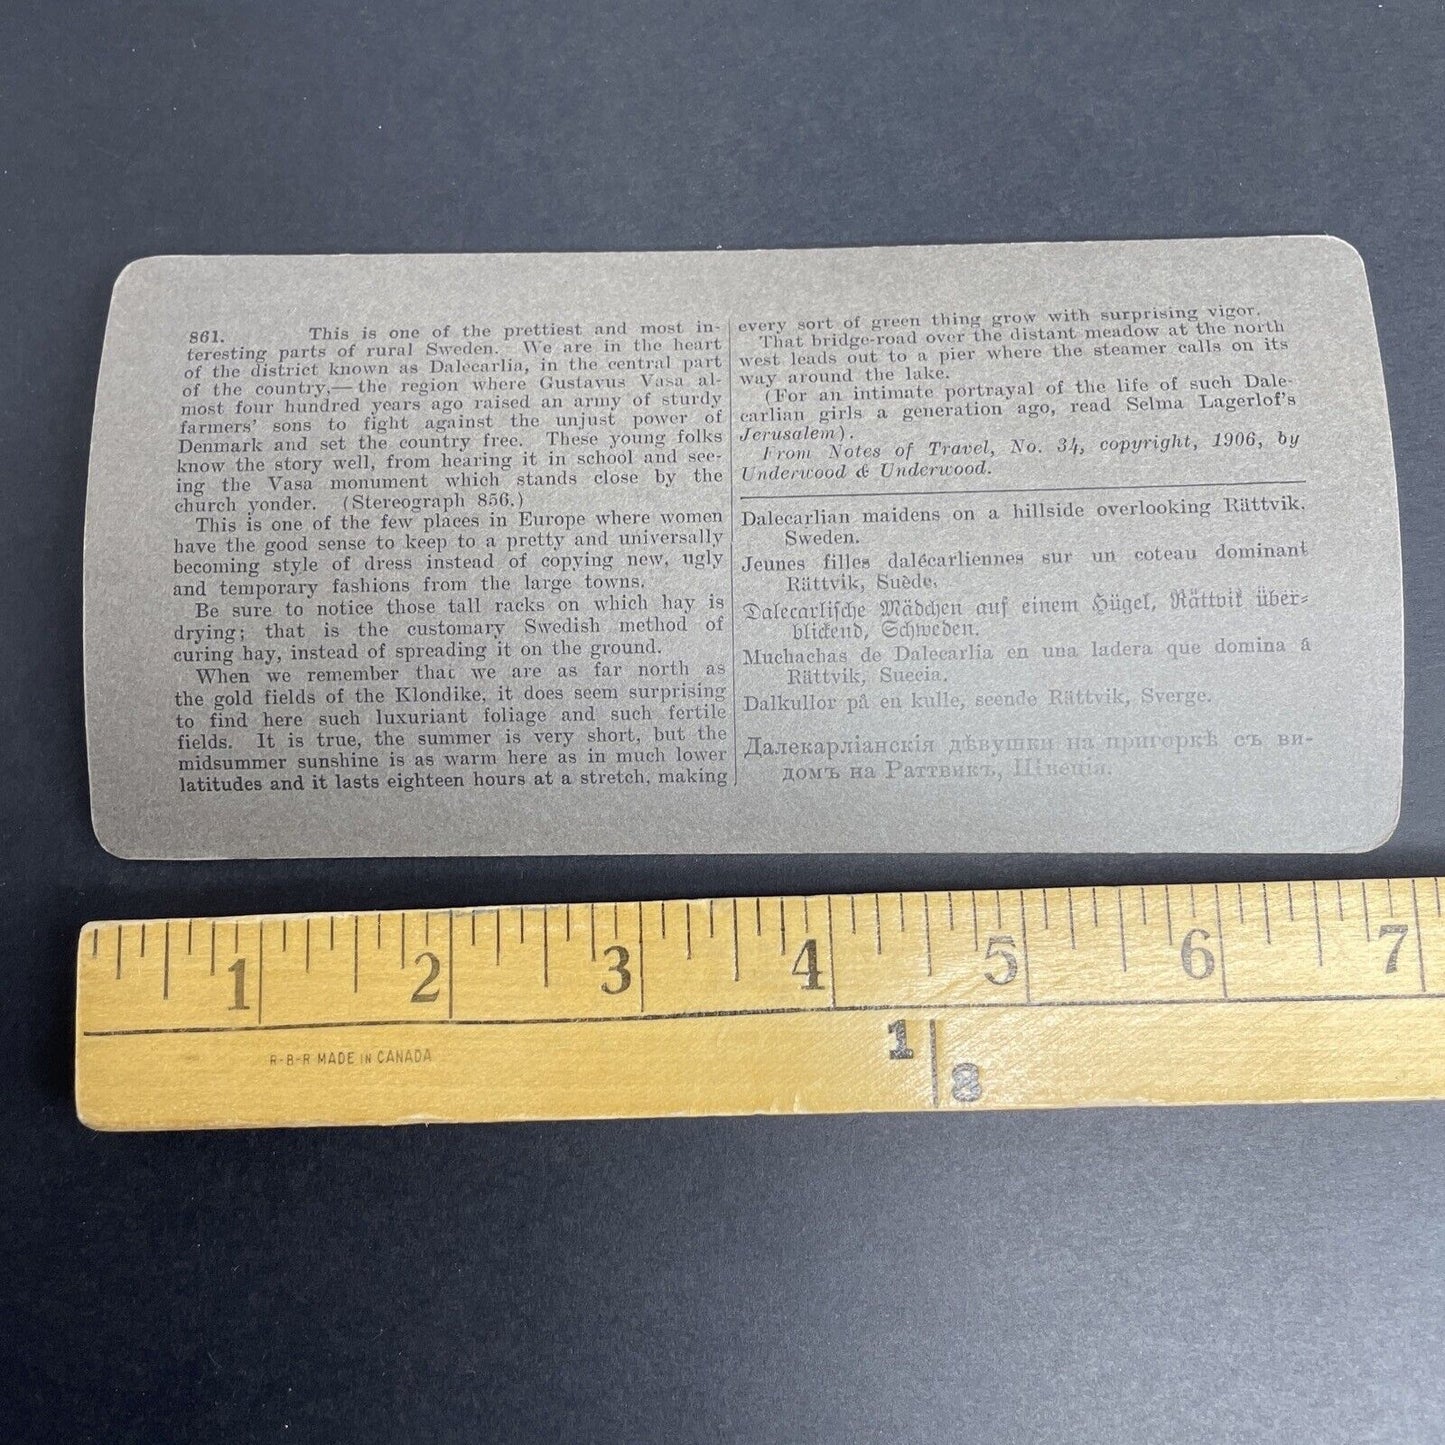 861. This is one of the prettiest and most in-
teresting parts of rural Sweden. We are in the heart
of the district known as Dalecarlia, in the central part
of the country,—the region where Gustavus Vasa al-
most four hundred years ago raised an army of sturdy
farmers' sons to fight against the unjust power of
Denmark and set the country free. These young folks
know the story well, from hearing it in school and see-
ing the Vasa monument which stands close by the
church yonder. (Stereograph 856.)
This is one of the few places in Europe where women
have the good sense to keep to a pretty and universally
becoming style of dress instead of copying new, ugly
and temporary fashions from the large towns.
Be sure to notice those tall racks on which hay is
drying; that is the customary Swedish method of
curing hay, instead of spreading it on the ground.
When we remember that we are as far north as
the gold fields of the Klondike, it does seem surprising
to find here such luxuriant foliage and such fertile
fields. It is true, the summer is very short, but the
midsummer sunshine is as warm here as in much lower
latitudes and it lasts eighteen hours at a stretch, making
every sort of green thing grow with surprising vigor.
That bridge-road over the distant meadow at the north
west leads out to a pier where the steamer calls on its
way around the lake.
(For an intimate portrayal of the life of such Dale-
carlian girls a generation ago, read Selma Lagerlof's
Jerusalem).
From Notes of Travel, No. 34, copyright, 1906, by
Underwood & Underwood.
Dalecarlian maidens on a hillside overlooking Rättvik,
Sweden.
Jeunes filles dalécarliennes sur un coteau dominant
Rättvik, Suède.
Dalecarlische Mädchen auf einem Hügel, Rättvik über-
blickend, Schweden.
Muchachas de Dalecarlia en una ladera que domina á
Rättvik, Suecia.
Dalkullor på en kulle, seende Rättvik, Sverge.
Далекарліанскія дѣвушки на пригоркѣ съ ви-
домъ на Раттвикъ, Швеція.
1 2 3 4 5 6 7
R-B-R MADE IN CANADA
1
8